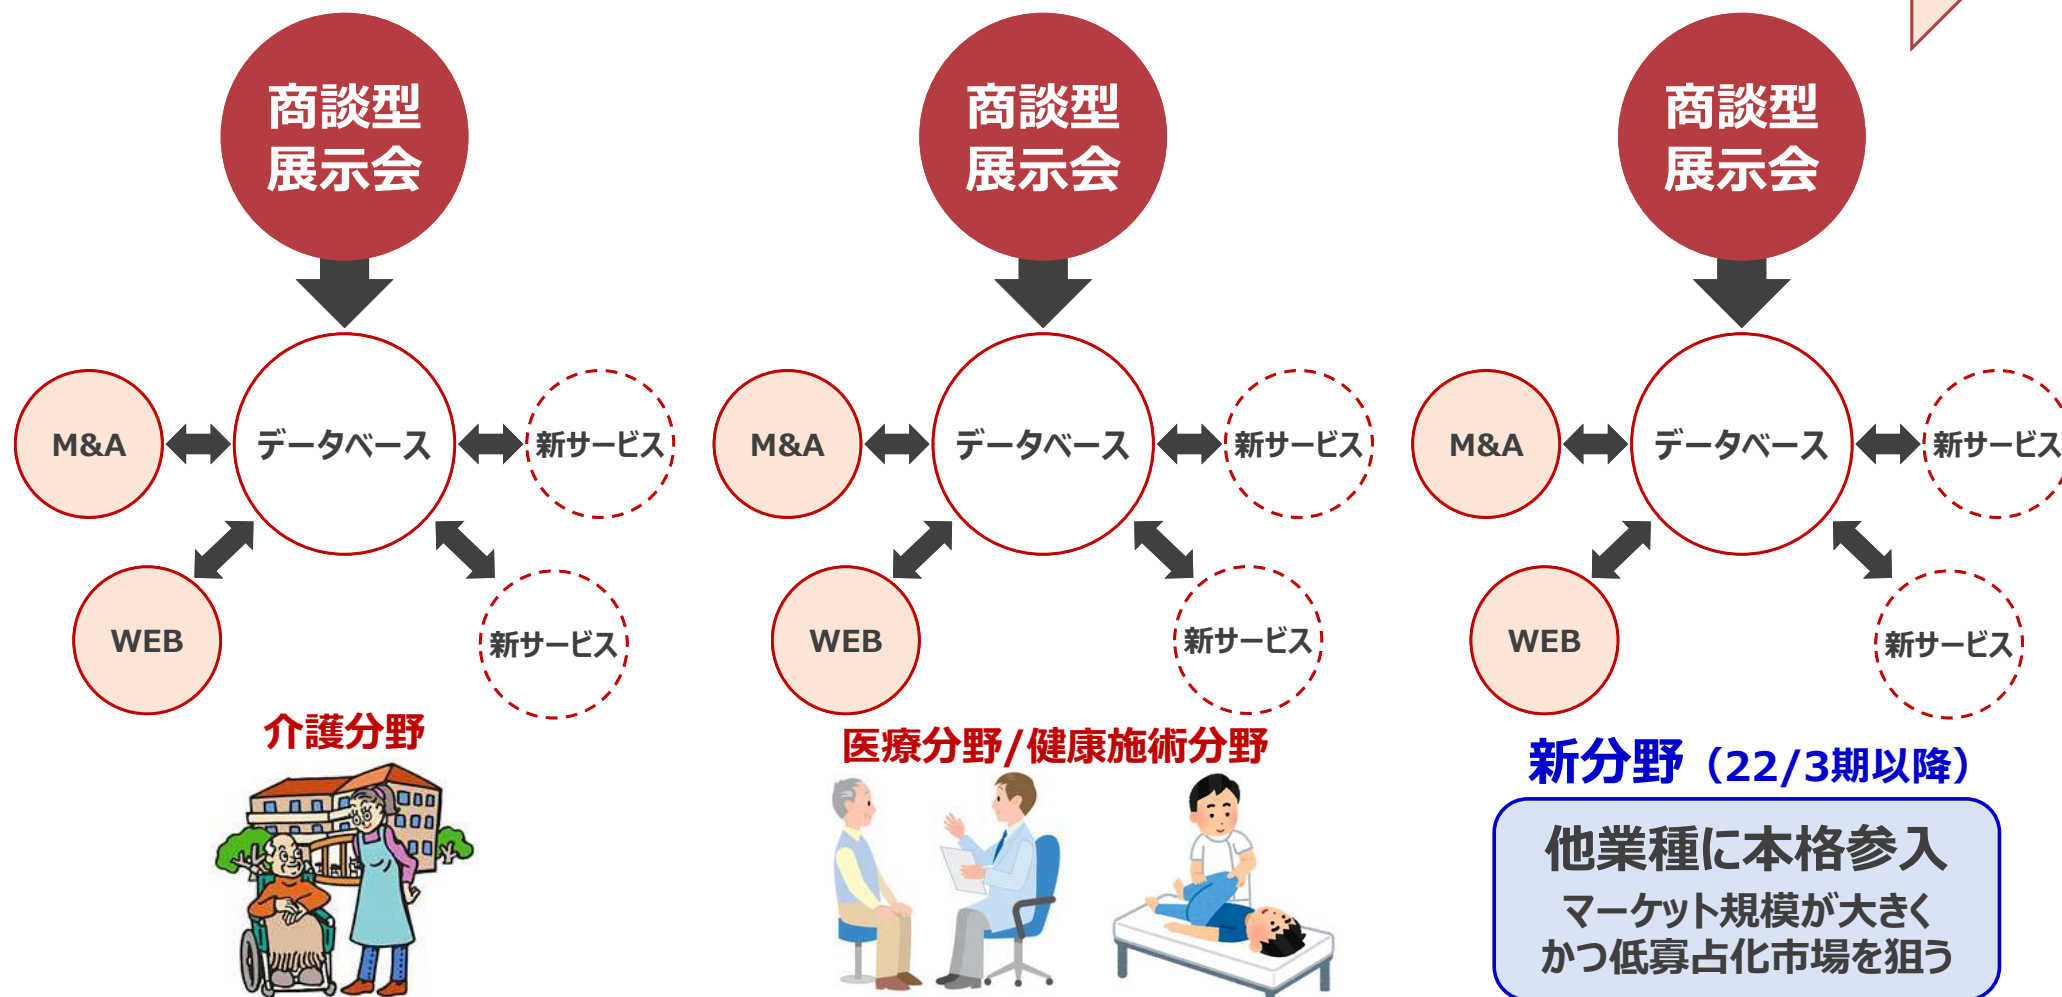 商談型
展示会
M&A
データベース
新サービス
WEB
新サービス
介護分野
商談型
展示会
M&A
データベース
新サービス
WEB
新サービス
医療分野/健康施術分野
商談型
展示会
M&A
データベース
新サービス
WEB
新サービス
新分野（22/3期以降）
他業種に本格参入
マーケット規模が大きく
かつ低寡占化市場を狙う